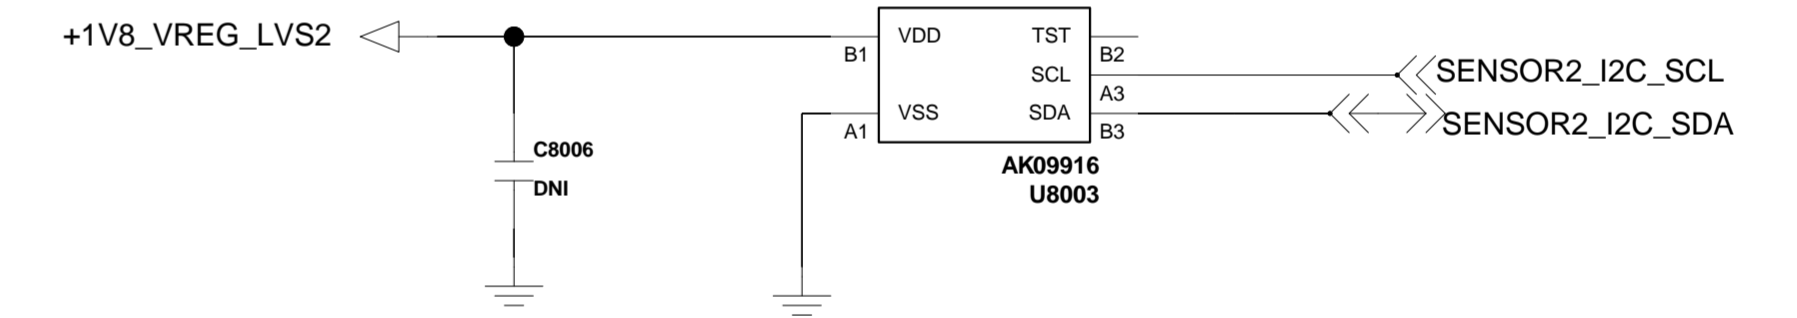 +1V8_VREG_LVS2
VDD
TST
B1
B2
SCL
SENSOR2_I2C_SCL
A3
VSS
SDA
SENSOR2_I2C_SDA
A1
B3
C8006
DNI
AK09916
U8003